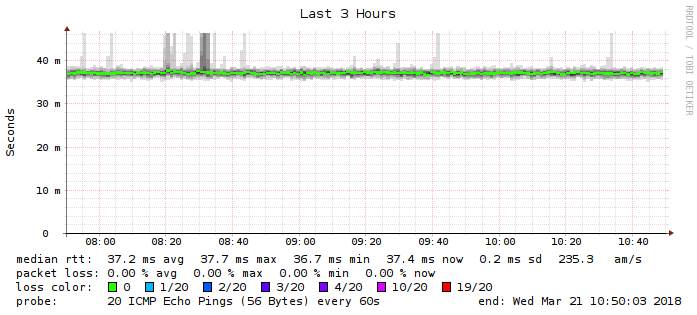 Last 3 Hours
RRDTOOL / TOBI OETIKER
Seconds
40 m
30 m
20 m
10 m
0
08:00 08:20 08:40 09:00 09:20 09:40 10:00 10:20 10:40
median rtt: 37.2 ms avg 37.7 ms max 36.7 ms min 37.4 ms now 0.2 ms sd 235.3 am/s
packet loss: 0.00 % avg 0.00 % max 0.00 % min 0.00 % now
loss color: 0 1/20 2/20 3/20 4/20 10/20 19/20
probe: 20 ICMP Echo Pings (56 Bytes) every 60s end: Wed Mar 21 10:50:03 2018